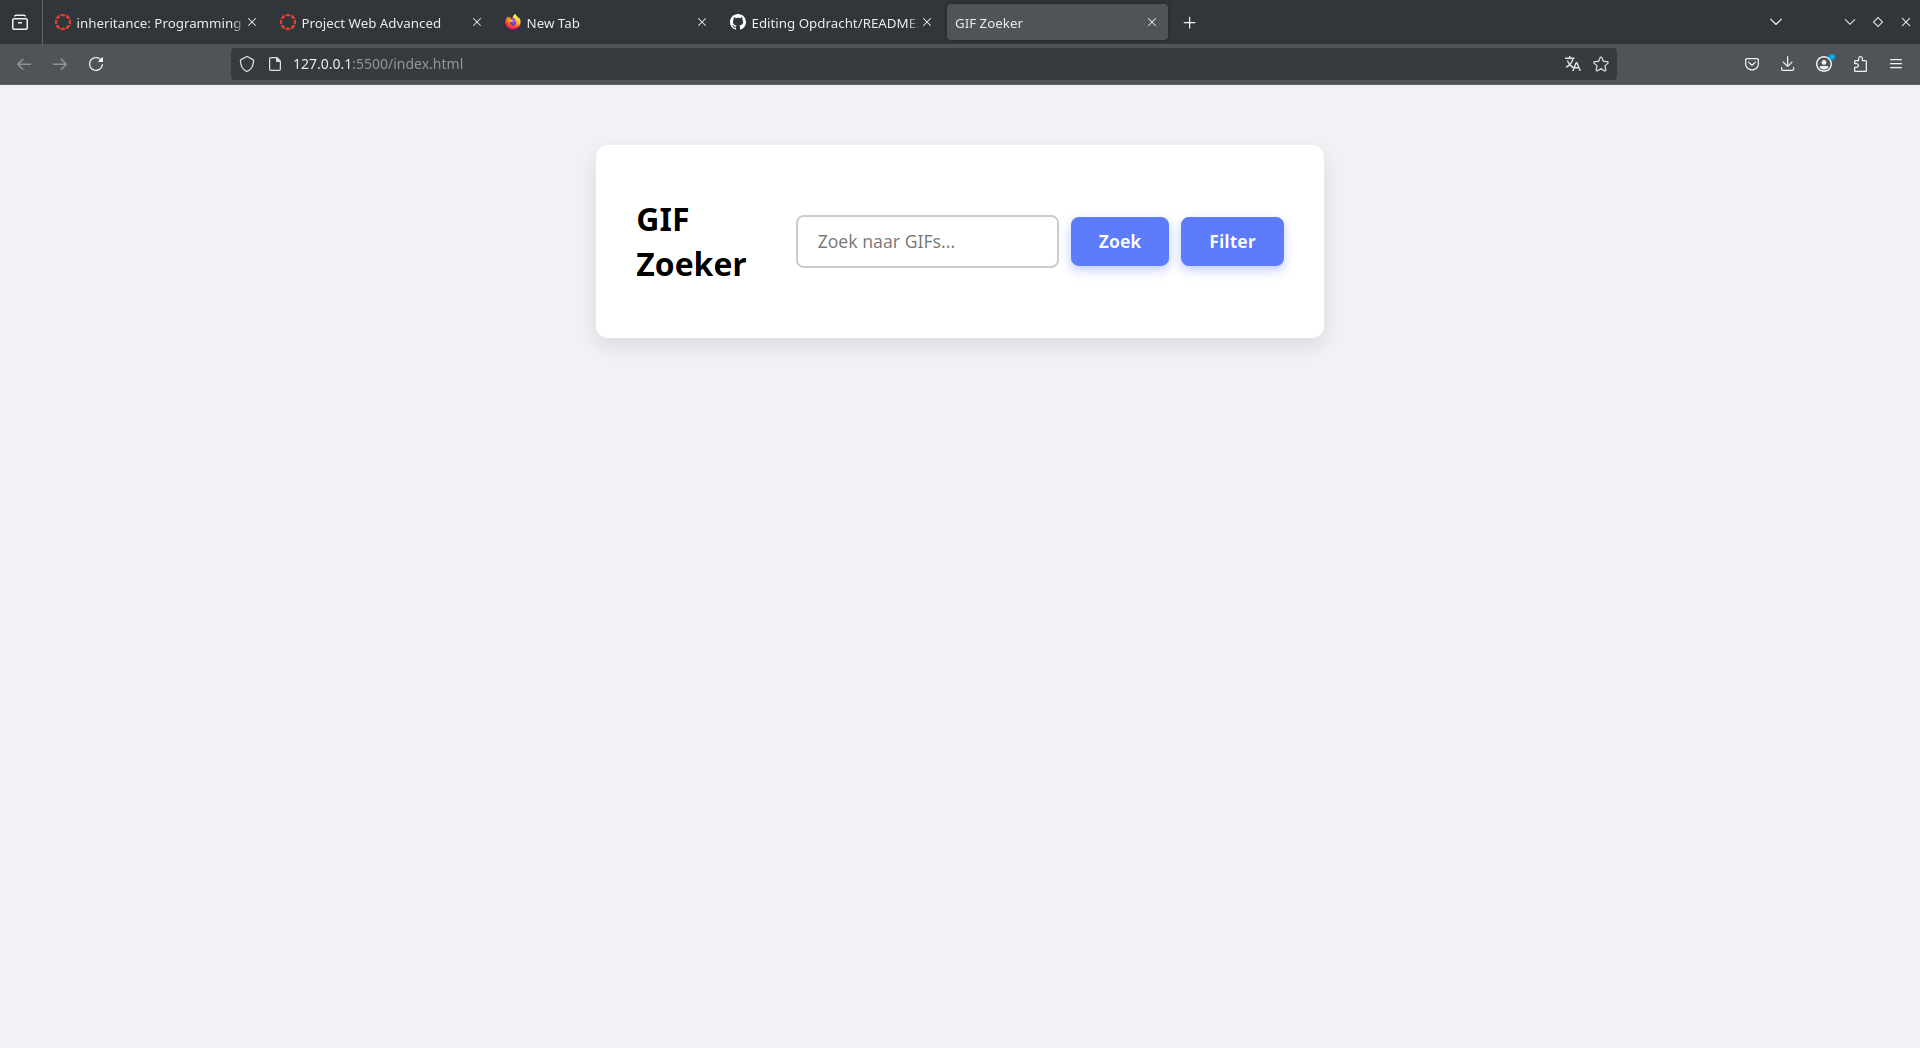 inheritance: Programming
Project Web Advanced
New Tab
Editing Opdracht/README.
GIF Zoeker
127.0.0.1:5500/index.html
GIF
Zoeker
Zoek naar GIFs...
Zoek
Filter